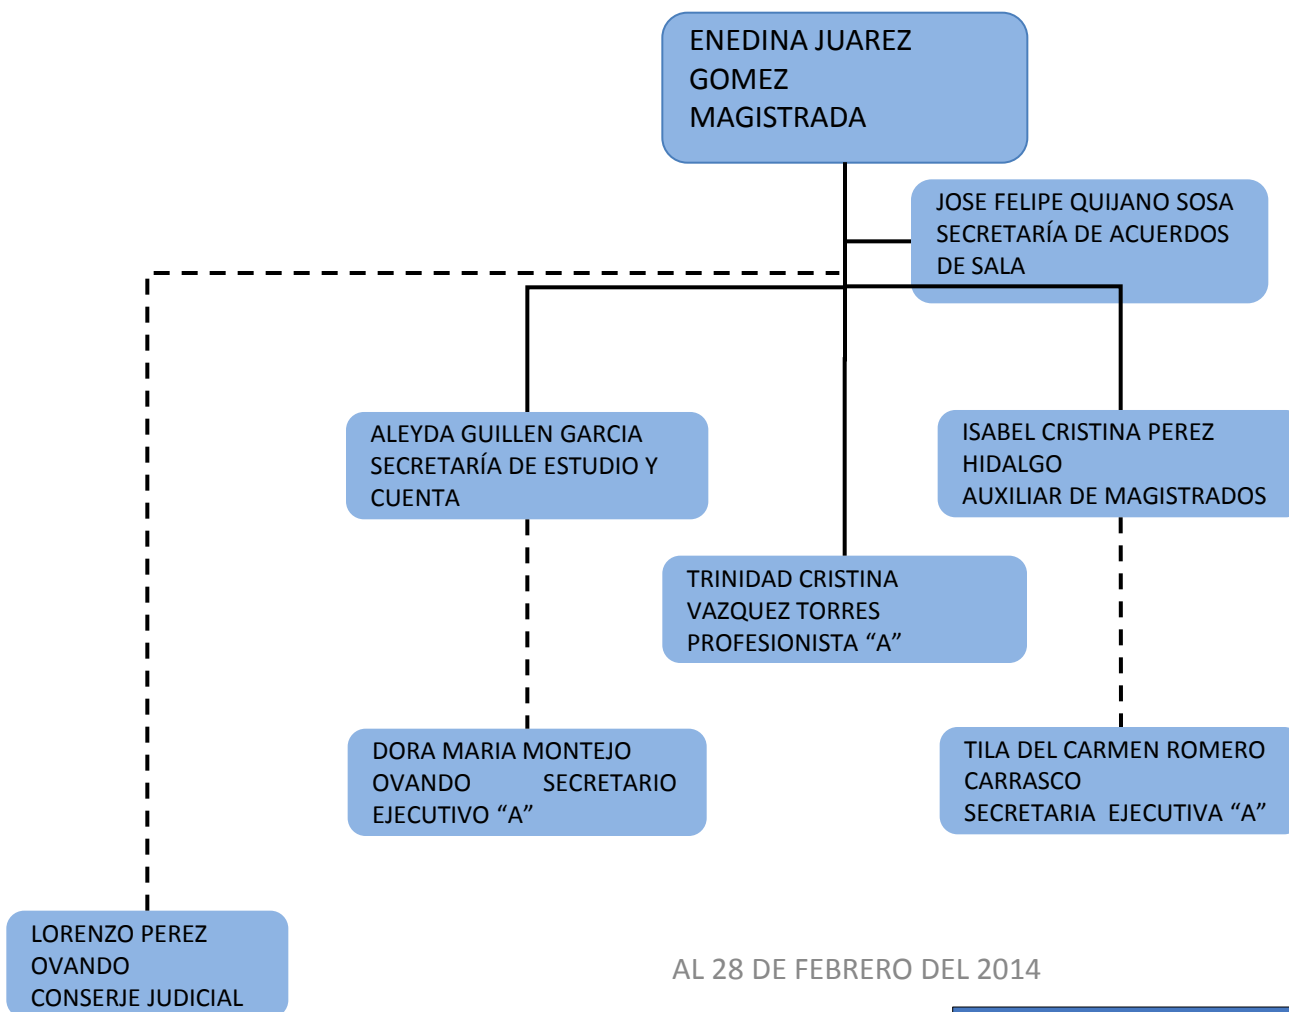 ENEDINA JUAREZ
GOMEZ
MAGISTRADA
JOSE FELIPE QUIJANO SOSA
SECRETARÍA DE ACUERDOS
DE SALA
ALEYDA GUILLEN GARCIA
SECRETARÍA DE ESTUDIO Y
CUENTA
ISABEL CRISTINA PEREZ
HIDALGO
AUXILIAR DE MAGISTRADOS
TRINIDAD CRISTINA
VAZQUEZ TORRES
PROFESIONISTA “A”
DORA MARIA MONTEJO
OVANDO SECRETARIO
EJECUTIVO “A”
TILA DEL CARMEN ROMERO
CARRASCO
SECRETARIA EJECUTIVA “A”
LORENZO PEREZ
OVANDO
CONSERJE JUDICIAL
AL 28 DE FEBRERO DEL 2014